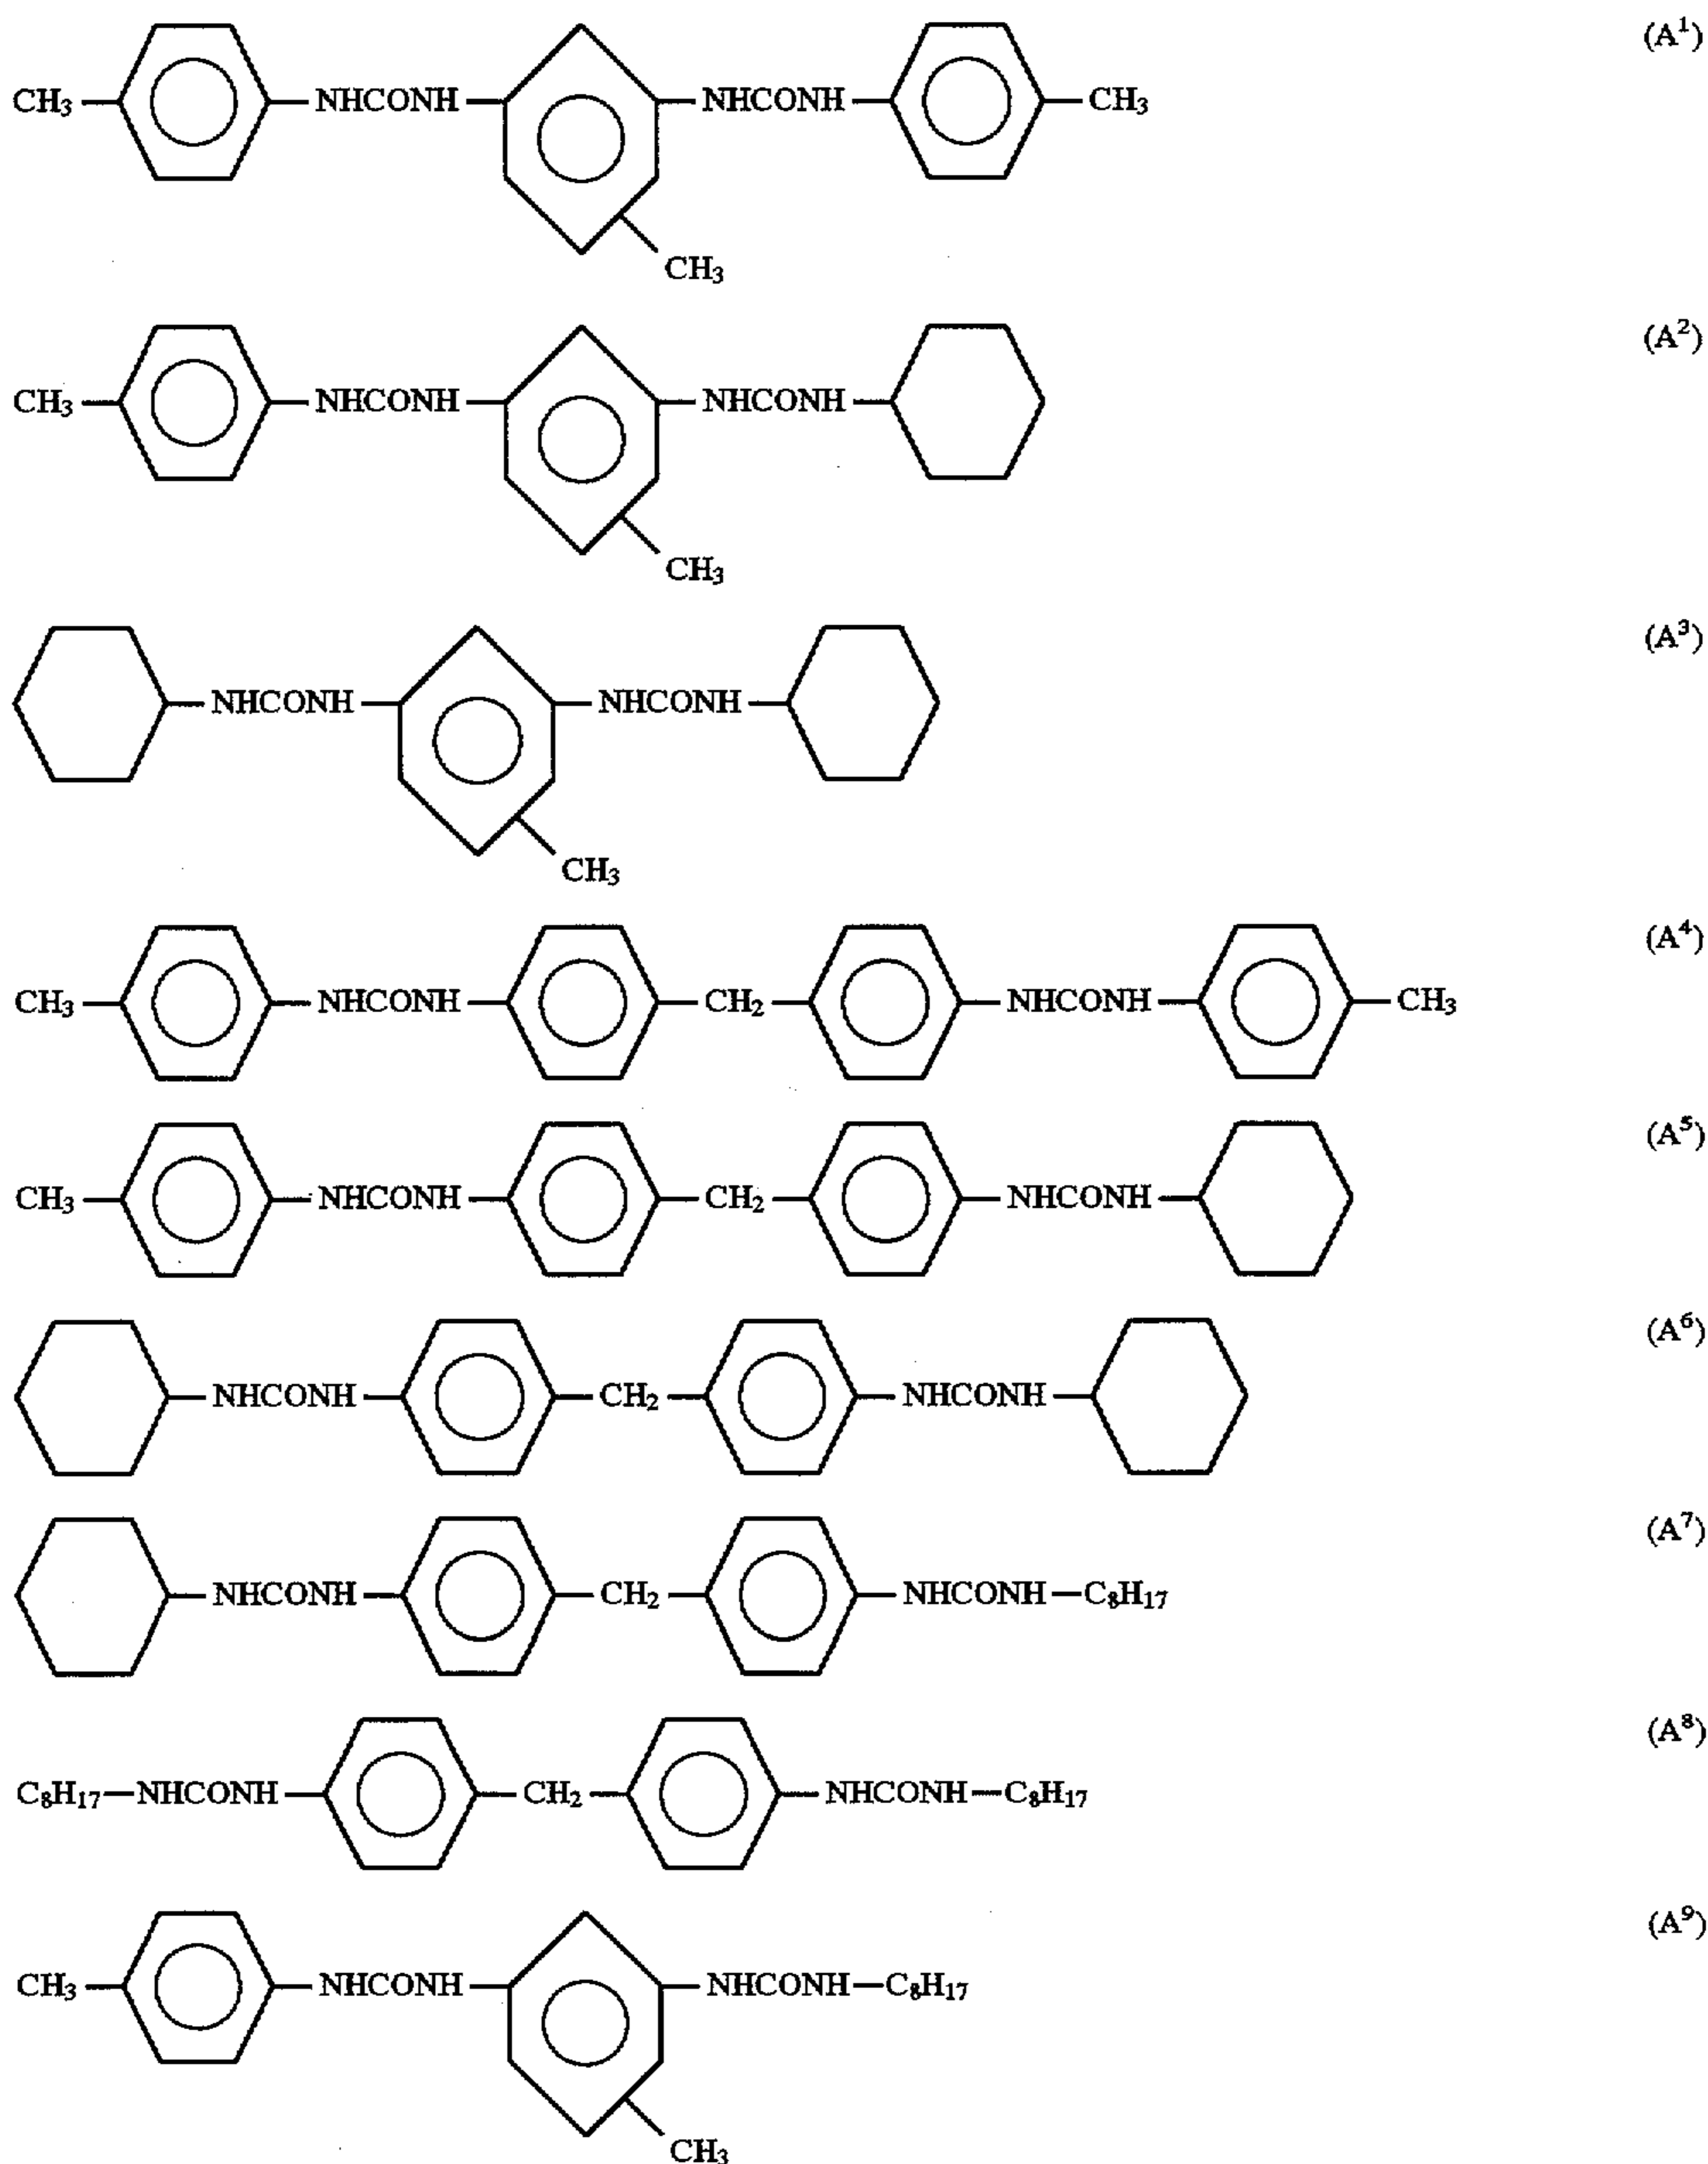 (A¹)
CH₃ NHCONH NHCONH CH₃
CH₃
(A²)
CH₃ NHCONH NHCONH
CH₃
(A³)
NHCONH NHCONH
CH₃
(A⁴)
CH₃ NHCONH CH₂ NHCONH CH₃
(A⁵)
CH₃ NHCONH CH₂ NHCONH
(A⁶)
NHCONH CH₂ NHCONH
(A⁷)
NHCONH CH₂ NHCONH—C₈H₁₇
(A⁸)
C₈H₁₇—NHCONH CH₂ NHCONH—C₈H₁₇
(A⁹)
CH₃ NHCONH NHCONH—C₈H₁₇
CH₃